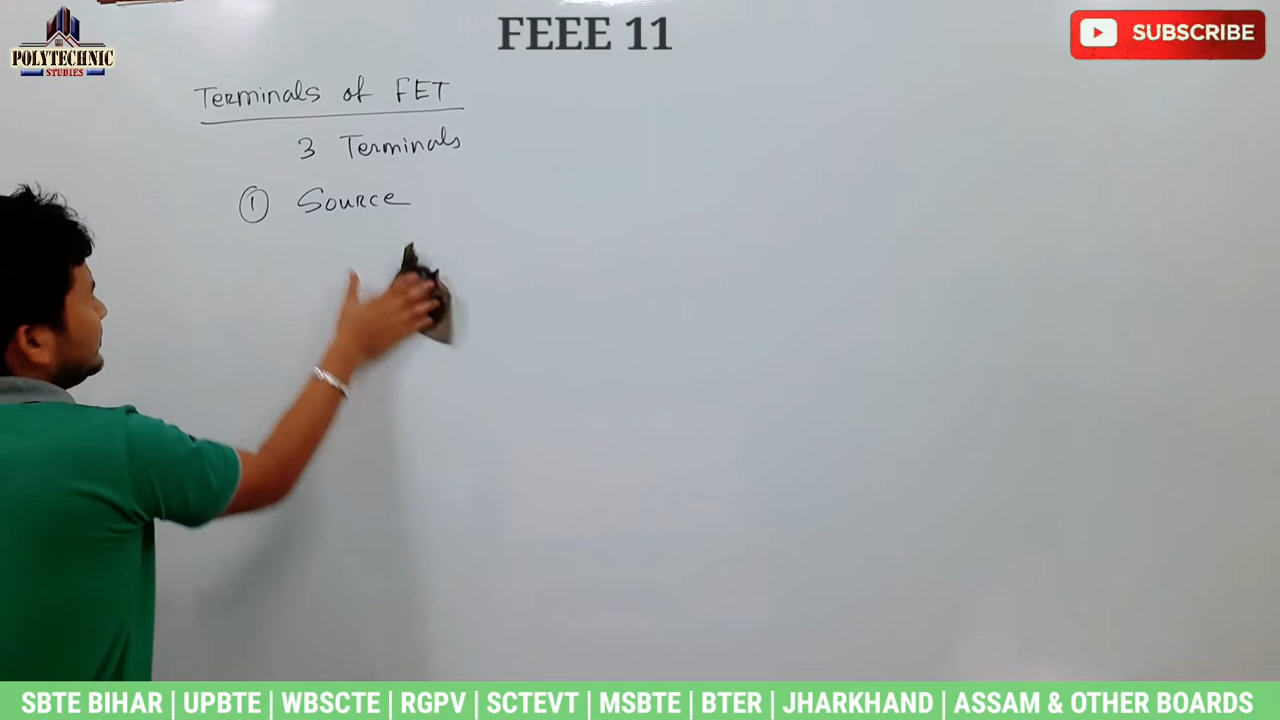 FEEE 11
POLYTECHNIC
STUDIES
SUBSCRIBE
Terminals of FET
3 Terminals
① Source
SBTE BIHAR | UPBTE | WBSCTE | RGPV | SCTEVT | MSBTE | BTER | JHARKHAND | ASSAM & OTHER BOARDS